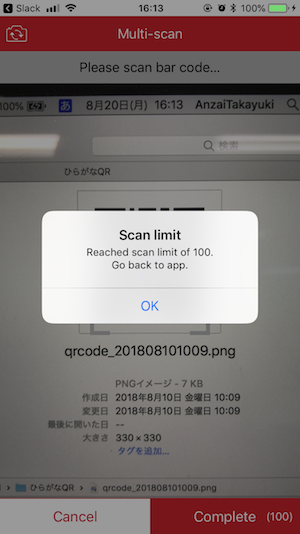 Slack 16:13 100%
Multi-scan
Please scan bar code...
100% あ 8月20日(月) 16:13 AnzaiTakayuki
検索
ひらがなQR
Scan limit
Reached scan limit of 100.
Go back to app.
OK
qrcode_201808101009.png
PNGイメージ - 7 KB
作成日 2018年8月10日 金曜日 10:09
変更日 2018年8月10日 金曜日 10:09
最後に開いた日 --
大きさ 330 × 330
タグを追加...
ひらがなQR › qrcode_201808101009.png
Cancel
Complete (100)